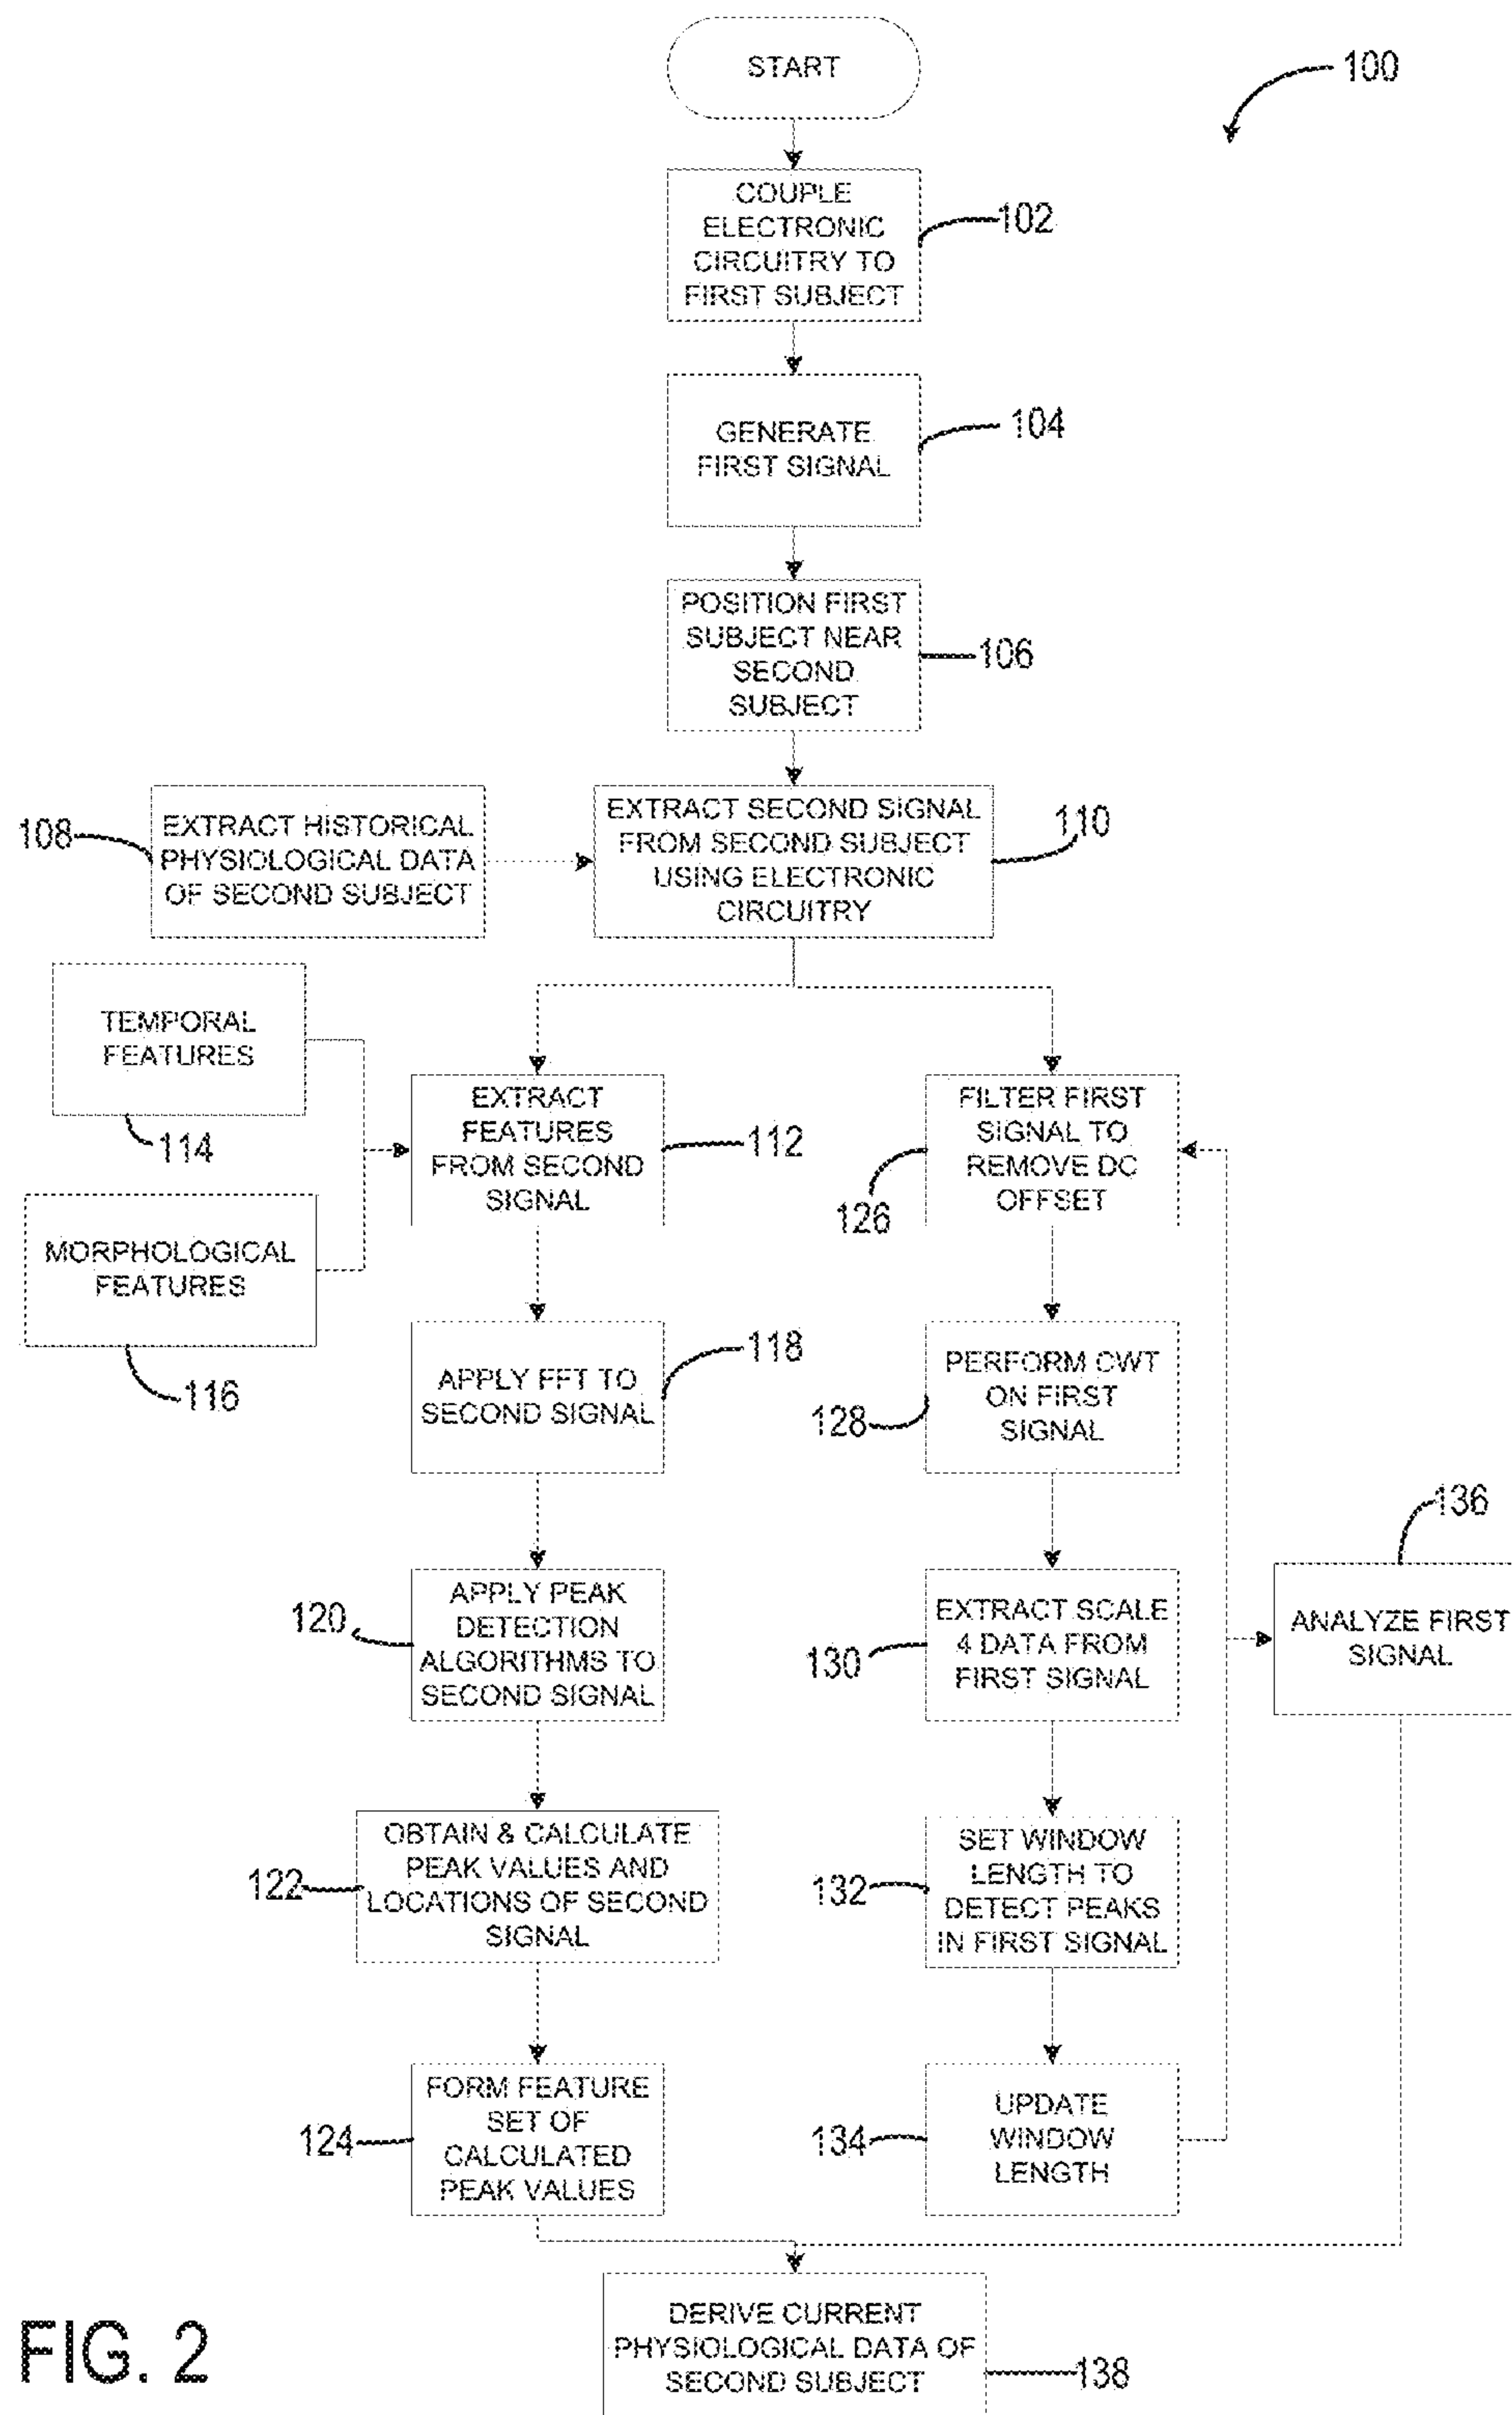 START
100
COUPLE
ELECTRONIC
CIRCUITRY TO
FIRST SUBJECT
102
GENERATE
FIRST SIGNAL
104
POSITION FIRST
SUBJECT NEAR
SECOND
SUBJECT
106
108
EXTRACT HISTORICAL
PHYSIOLOGICAL DATA
OF SECOND SUBJECT
EXTRACT SECOND SIGNAL
FROM SECOND SUBJECT
USING ELECTRONIC
CIRCUITRY
110
TEMPORAL
FEATURES
114
MORPHOLOGICAL
FEATURES
116
EXTRACT
FEATURES
FROM SECOND
SIGNAL
112
APPLY FFT TO
SECOND SIGNAL
118
120
APPLY PEAK
DETECTION
ALGORITHMS TO
SECOND SIGNAL
122
OBTAIN & CALCULATE
PEAK VALUES AND
LOCATIONS OF SECOND
SIGNAL
124
FORM FEATURE
SET OF
CALCULATED
PEAK VALUES
FILTER FIRST
SIGNAL TO
REMOVE DC
OFFSET
126
PERFORM CWT
ON FIRST
SIGNAL
128
EXTRACT SCALE
4 DATA FROM
FIRST SIGNAL
130
SET WINDOW
LENGTH TO
DETECT PEAKS
IN FIRST SIGNAL
132
UPDATE
WINDOW
LENGTH
134
136
ANALYZE FIRST
SIGNAL
DERIVE CURRENT
PHYSIOLOGICAL DATA OF
SECOND SUBJECT
138
FIG. 2